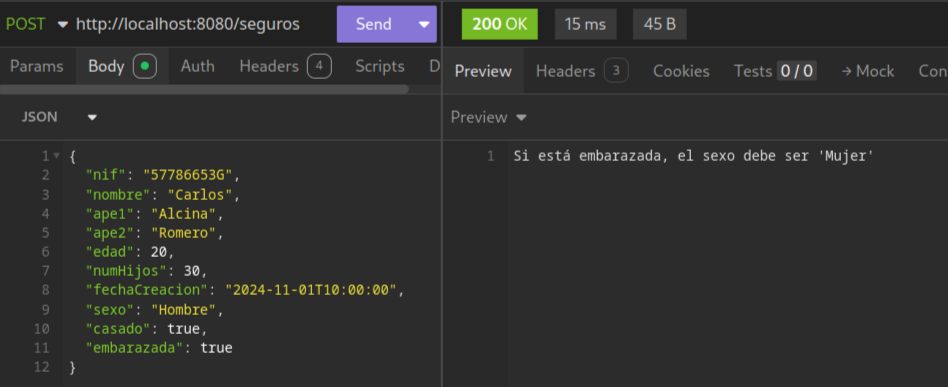 POST http://localhost:8080/seguros Send
Params Body Auth Headers 4 Scripts D
JSON
1 {
2 "nif": "57786653G",
3 "nombre": "Carlos",
4 "ape1": "Alcina",
5 "ape2": "Romero",
6 "edad": 20,
7 "numHijos": 30,
8 "fechaCreacion": "2024-11-01T10:00:00",
9 "sexo": "Hombre",
10 "casado": true,
11 "embarazada": true
12 }
200 OK 15 ms 45 B
Preview Headers 3 Cookies Tests 0 / 0 → Mock Con
Preview
1 Si está embarazada, el sexo debe ser 'Mujer'